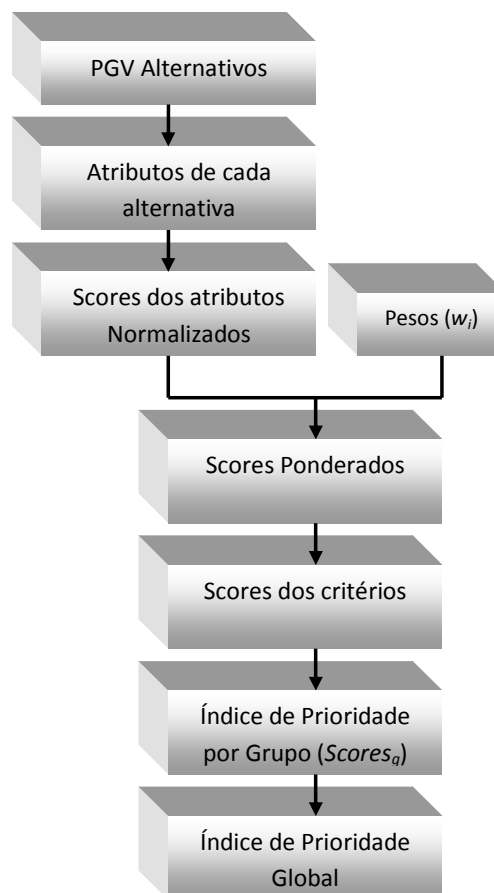 PGV Alternativos
Atributos de cada
alternativa
Scores dos atributos
Normalizados
Pesos (wi)
Scores Ponderados
Scores dos critérios
Índice de Prioridade
por Grupo (Scoresg)
Índice de Prioridade
Global